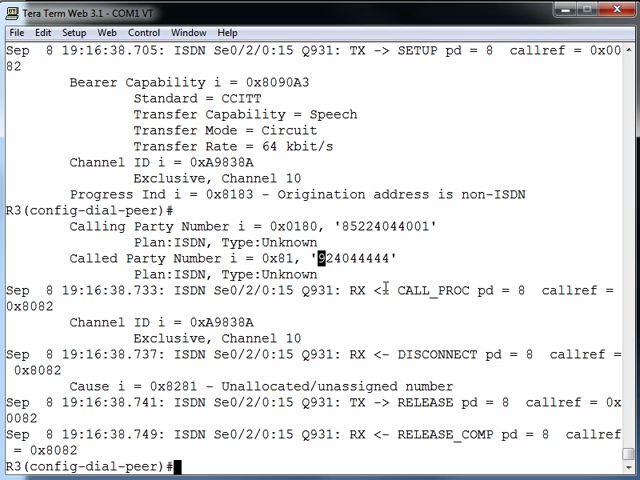 Tera Term Web 3.1 - COM1 VT
File Edit Setup Web Control Window Help
Sep  8 19:16:38.705: ISDN Se0/2/0:15 Q931: TX -> SETUP pd = 8  callref = 0x00
82
Bearer Capability i = 0x8090A3
Standard = CCITT
Transfer Capability = Speech
Transfer Mode = Circuit
Transfer Rate = 64 kbit/s
Channel ID i = 0xA9838A
Exclusive, Channel 10
Progress Ind i = 0x8183 - Origination address is non-ISDN
R3(config-dial-peer)#
Calling Party Number i = 0x0180, '85224044001'
Plan:ISDN, Type:Unknown
Called Party Number i = 0x81, '924044444'
Plan:ISDN, Type:Unknown
Sep  8 19:16:38.733: ISDN Se0/2/0:15 Q931: RX <- CALL_PROC pd = 8  callref =
0x8082
Channel ID i = 0xA9838A
Exclusive, Channel 10
Sep  8 19:16:38.737: ISDN Se0/2/0:15 Q931: RX <- DISCONNECT pd = 8  callref =
0x8082
Cause i = 0x8281 - Unallocated/unassigned number
Sep  8 19:16:38.741: ISDN Se0/2/0:15 Q931: TX -> RELEASE pd = 8  callref = 0x
0082
Sep  8 19:16:38.749: ISDN Se0/2/0:15 Q931: RX <- RELEASE_COMP pd = 8  callref
= 0x8082
R3(config-dial-peer)#